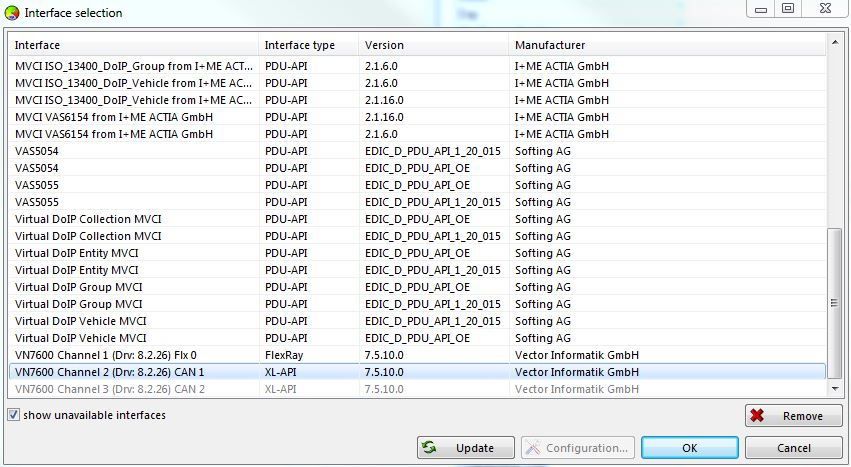 Interface selection
Interface Interface type Version Manufacturer
MVCI ISO_13400_DoIP_Group from I+ME ACT... PDU-API 2.1.6.0 I+ME ACTIA GmbH
MVCI ISO_13400_DoIP_Vehicle from I+ME AC... PDU-API 2.1.6.0 I+ME ACTIA GmbH
MVCI ISO_13400_DoIP_Vehicle from I+ME AC... PDU-API 2.1.16.0 I+ME ACTIA GmbH
MVCI VAS6154 from I+ME ACTIA GmbH PDU-API 2.1.16.0 I+ME ACTIA GmbH
MVCI VAS6154 from I+ME ACTIA GmbH PDU-API 2.1.6.0 I+ME ACTIA GmbH
VAS5054 PDU-API EDIC_D_PDU_API_1_20_015 Softing AG
VAS5054 PDU-API EDIC_D_PDU_API_OE Softing AG
VAS5055 PDU-API EDIC_D_PDU_API_OE Softing AG
VAS5055 PDU-API EDIC_D_PDU_API_1_20_015 Softing AG
Virtual DoIP Collection MVCI PDU-API EDIC_D_PDU_API_OE Softing AG
Virtual DoIP Collection MVCI PDU-API EDIC_D_PDU_API_1_20_015 Softing AG
Virtual DoIP Entity MVCI PDU-API EDIC_D_PDU_API_OE Softing AG
Virtual DoIP Entity MVCI PDU-API EDIC_D_PDU_API_1_20_015 Softing AG
Virtual DoIP Group MVCI PDU-API EDIC_D_PDU_API_OE Softing AG
Virtual DoIP Group MVCI PDU-API EDIC_D_PDU_API_1_20_015 Softing AG
Virtual DoIP Vehicle MVCI PDU-API EDIC_D_PDU_API_1_20_015 Softing AG
Virtual DoIP Vehicle MVCI PDU-API EDIC_D_PDU_API_OE Softing AG
VN7600 Channel 1 (Drv: 8.2.26) Flx 0 FlexRay 7.5.10.0 Vector Informatik GmbH
VN7600 Channel 2 (Drv: 8.2.26) CAN 1 XL-API 7.5.10.0 Vector Informatik GmbH
VN7600 Channel 3 (Drv: 8.2.26) CAN 2 XL-API 7.5.10.0 Vector Informatik GmbH
show unavailable interfaces Remove
Update Configuration... OK Cancel